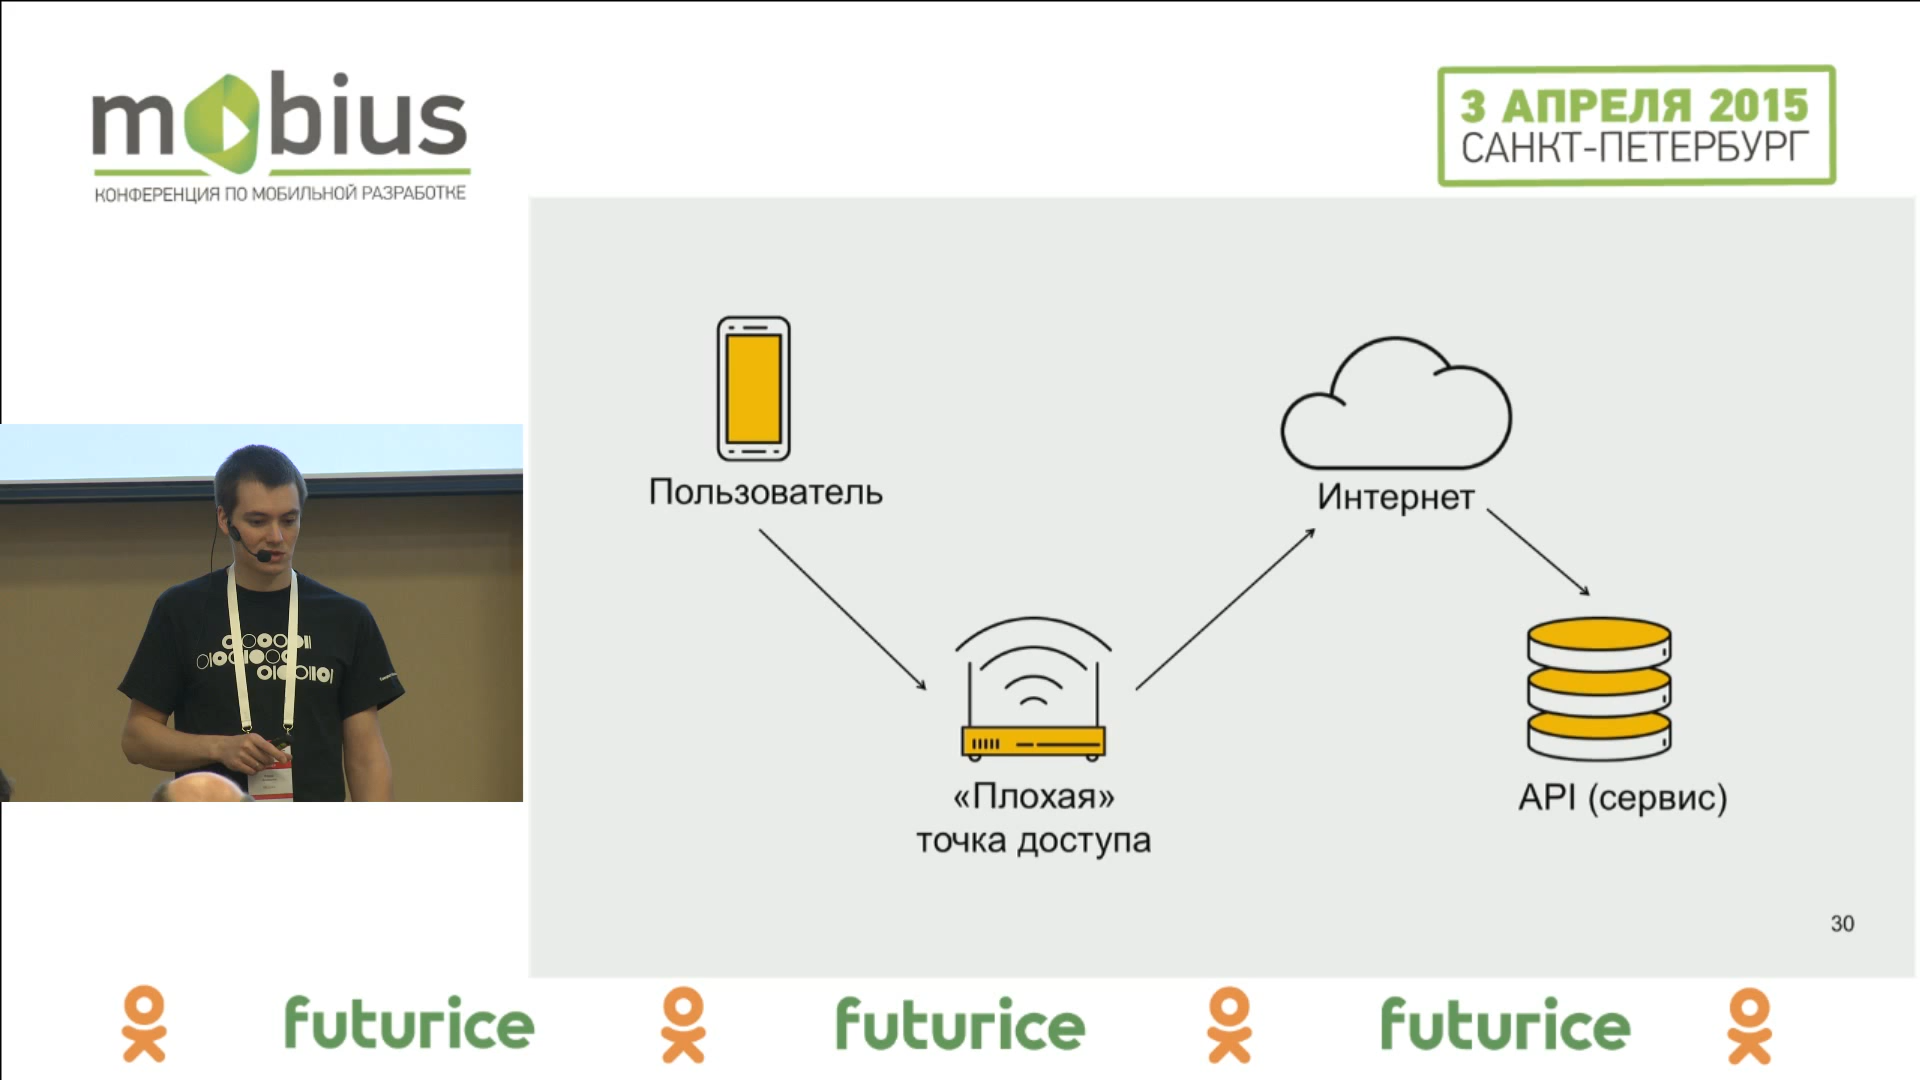 mobius
КОНФЕРЕНЦИЯ ПО МОБИЛЬНОЙ РАЗРАБОТКЕ
3 АПРЕЛЯ 2015
САНКТ-ПЕТЕРБУРГ
Пользователь
Интернет
«Плохая»
точка доступа
API (сервис)
30
futurice
futurice
futurice